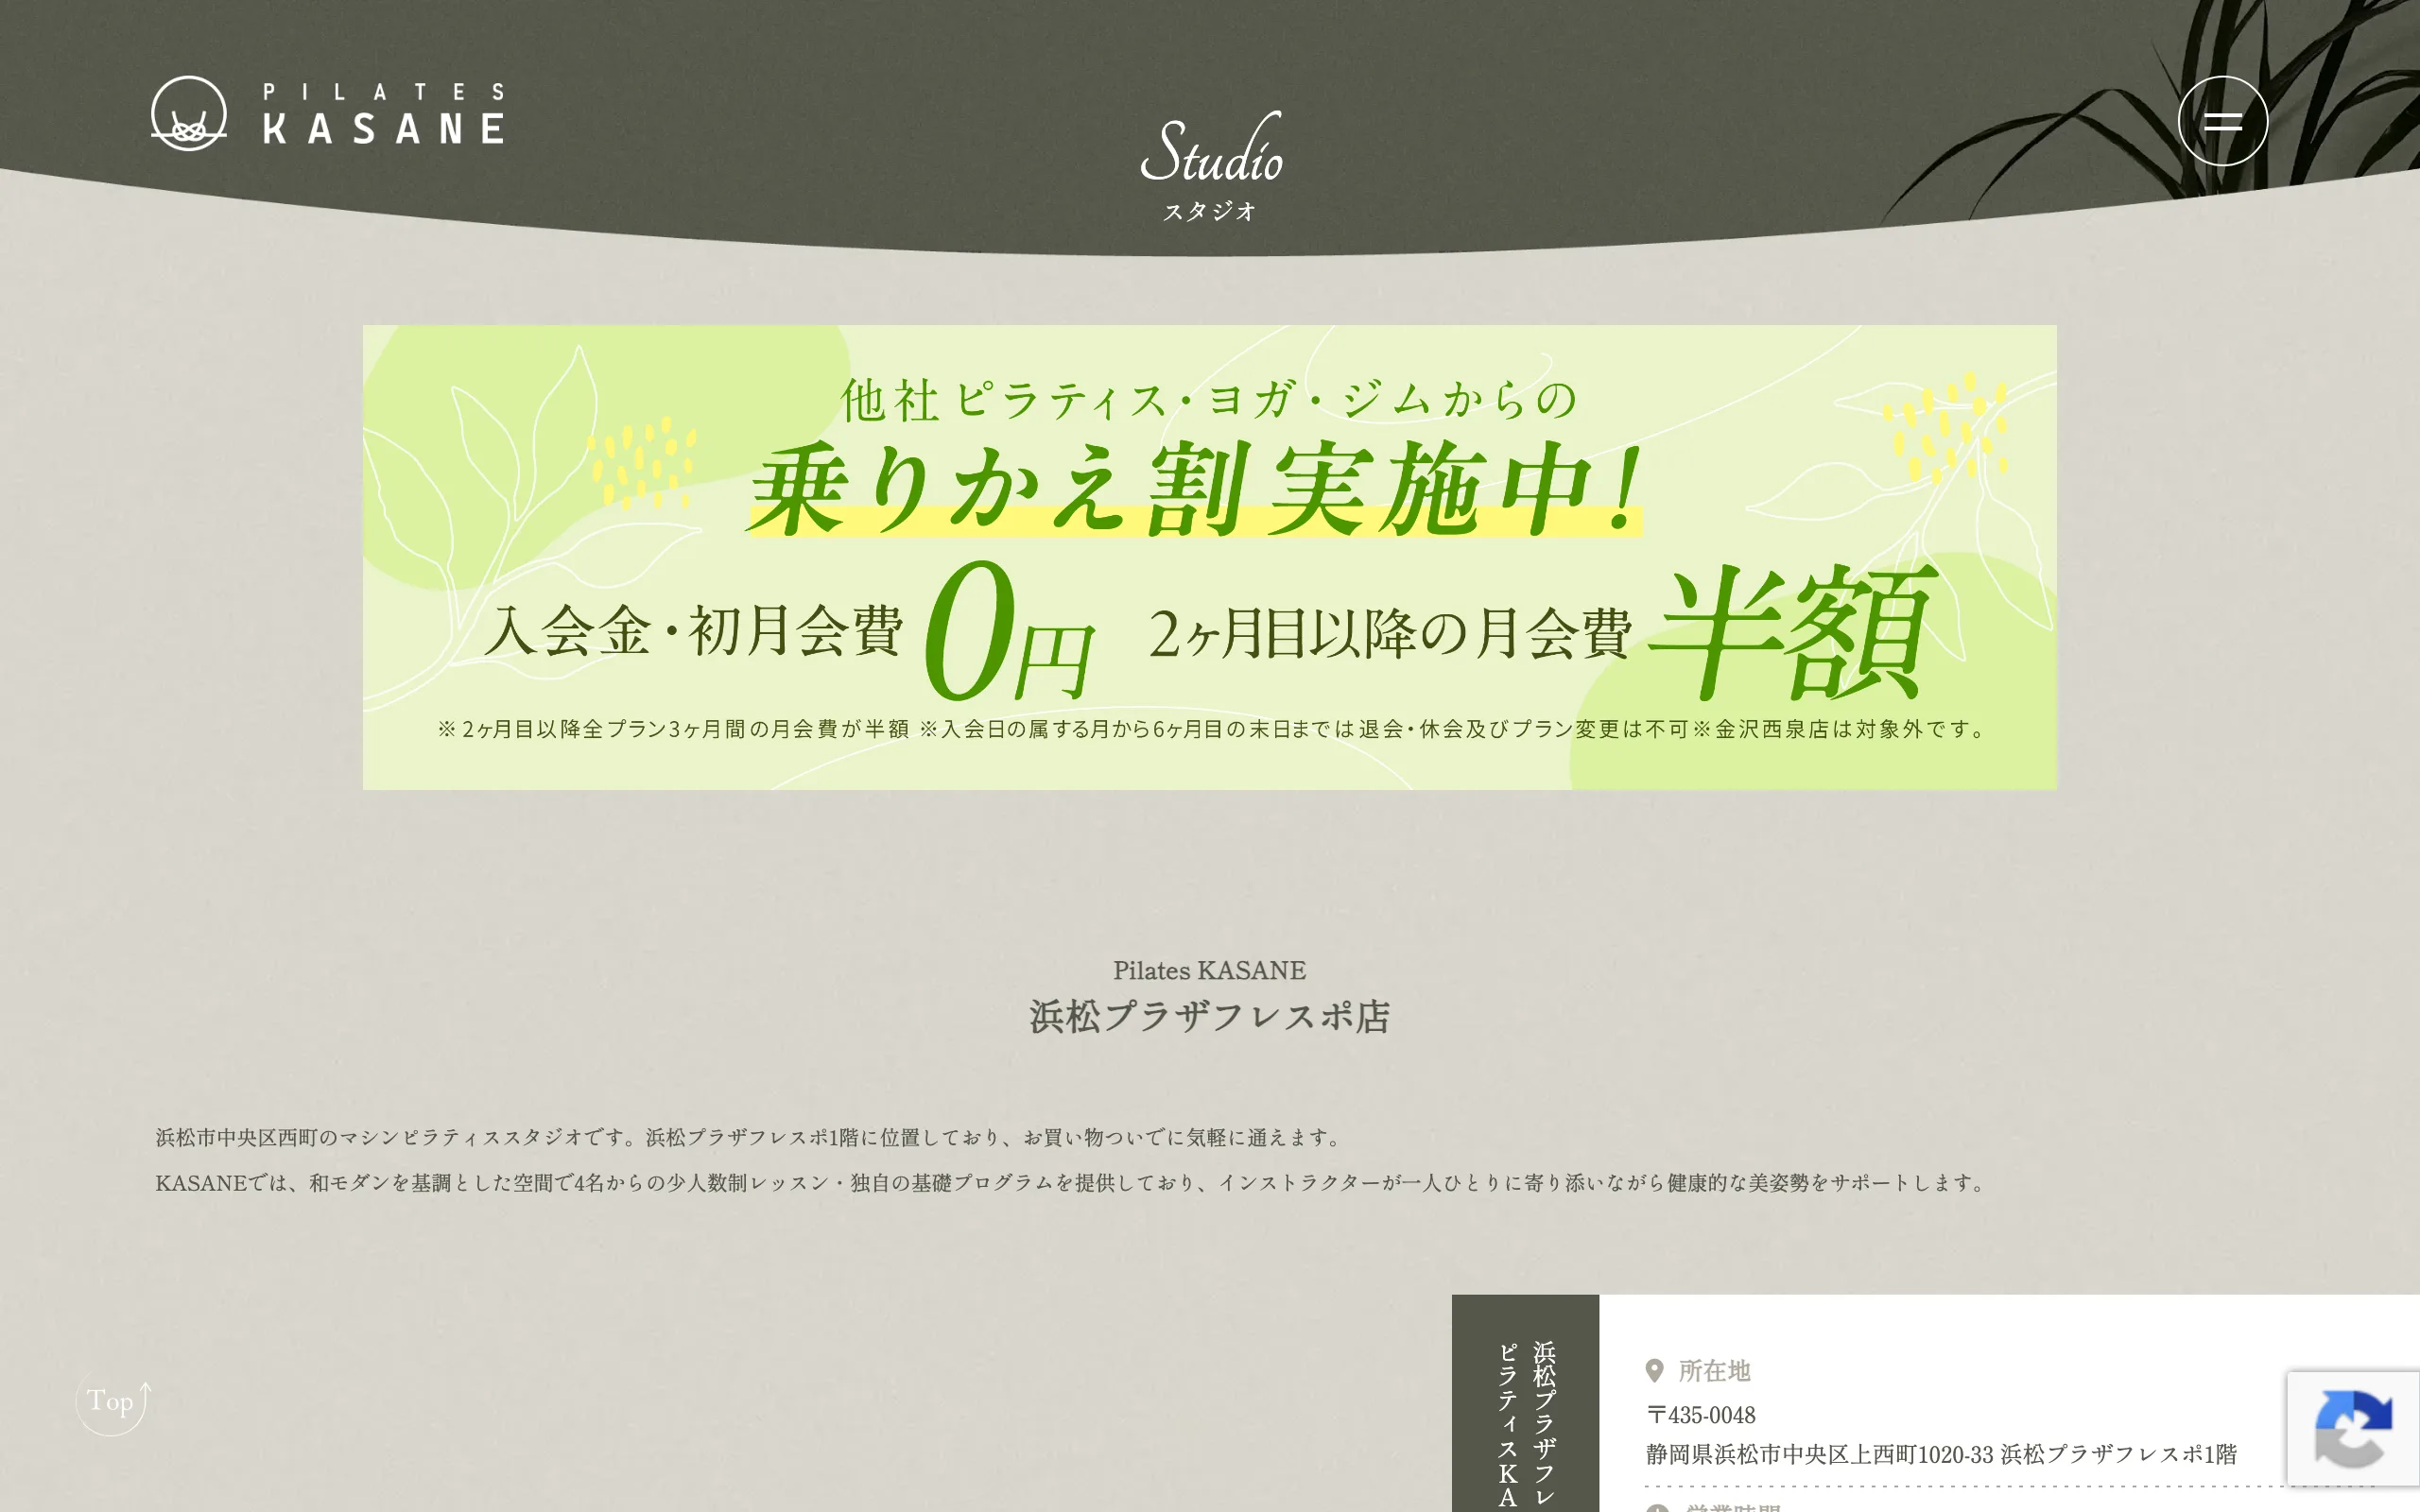 PILATES
KASANE
Studio
スタジオ
他社ピラティス・ヨガ・ジムからの
乗りかえ割実施中!
入会金・初月会費0円 2ヶ月目以降の月会費半額
※2ヶ月目以降全プラン3ヶ月間の月会費が半額 ※入会日の属する月から6ヶ月目の末日までは退会・休会及びプラン変更は不可※金沢西泉店は対象外です。
Pilates KASANE
浜松プラザフレスポ店
浜松市中央区西町のマシンピラティススタジオです。浜松プラザフレスポ1階に位置しており、お買い物ついでに気軽に通えます。
KASANEでは、和モダンを基調とした空間で4名からの少人数制レッスン・独自の基礎プログラムを提供しており、インストラクターが一人ひとりに寄り添いながら健康的な美姿勢をサポートします。
浜松プラザフレ
ピラティスKA
所在地
〒435-0048
静岡県浜松市中央区上西町1020-33 浜松プラザフレスポ1階
営業時間
Top